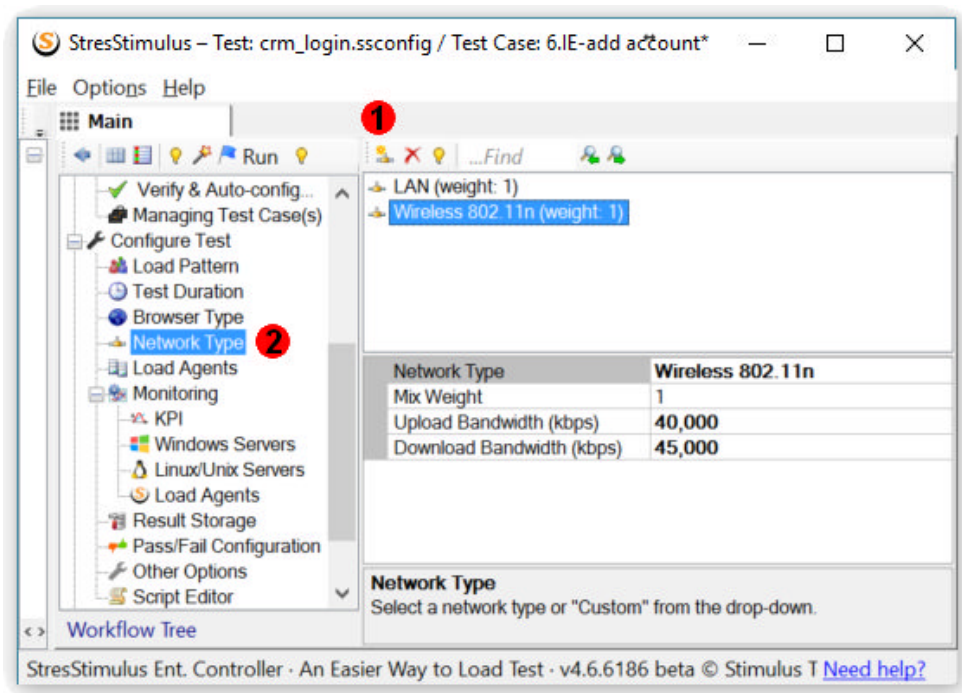 StresStimulus – Test: crm_login.ssconfig / Test Case: 6.IE-add account*
File Options Help
Main
1
Run
...Find
Verify & Auto-config...
Managing Test Case(s)
Configure Test
Load Pattern
Test Duration
Browser Type
Network Type
2
Load Agents
Monitoring
KPI
Windows Servers
Linux/Unix Servers
Load Agents
Result Storage
Pass/Fail Configuration
Other Options
Script Editor
Workflow Tree
LAN (weight: 1)
Wireless 802.11n (weight: 1)
Network Type Wireless 802.11n
Mix Weight 1
Upload Bandwidth (kbps) 40,000
Download Bandwidth (kbps) 45,000
Network Type
Select a network type or "Custom" from the drop-down.
StresStimulus Ent. Controller · An Easier Way to Load Test · v4.6.6186 beta © Stimulus T Need help?